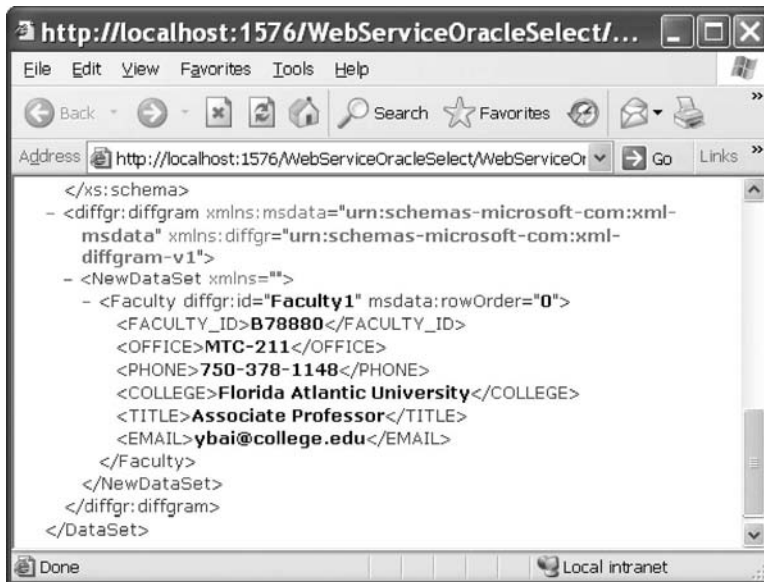 http://localhost:1576/WebServiceOracleSelect/...
File Edit View Favorites Tools Help
Back Search Favorites »
Address http://localhost:1576/WebServiceOracleSelect/WebServiceOr Go Links »
</xs:schema>
- <diffgr:diffgram xmlns:msdata="urn:schemas-microsoft-com:xml-
msdata" xmlns:diffgr="urn:schemas-microsoft-com:xml-
diffgram-v1">
- <NewDataSet xmlns="">
- <Faculty diffgr:id="Faculty1" msdata:rowOrder="0">
<FACULTY_ID>B78880</FACULTY_ID>
<OFFICE>MTC-211</OFFICE>
<PHONE>750-378-1148</PHONE>
<COLLEGE>Florida Atlantic University</COLLEGE>
<TITLE>Associate Professor</TITLE>
<EMAIL>ybai@college.edu</EMAIL>
</Faculty>
</NewDataSet>
</diffgr:diffgram>
</DataSet>
Done Local intranet